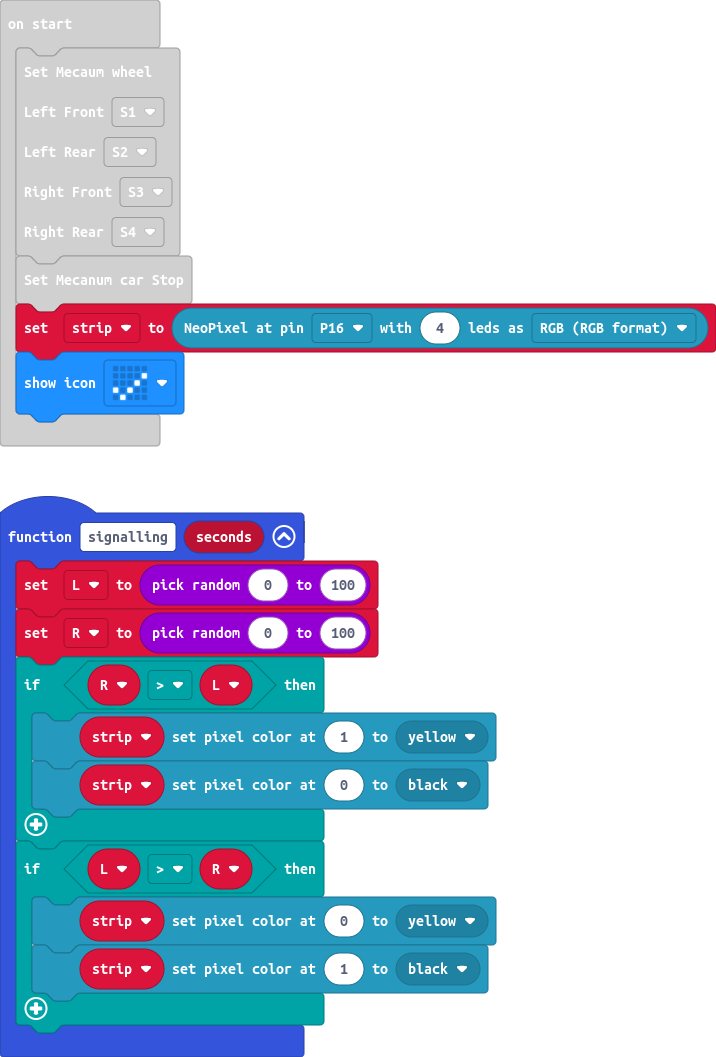 on start
Set Mecaum wheel
Left Front S1
Left Rear S2
Right Front S3
Right Rear S4
Set Mecanum car Stop
set strip to NeoPixel at pin P16 with 4 leds as RGB (RGB format)
show icon
function signalling seconds
set L to pick random 0 to 100
set R to pick random 0 to 100
if R > L then
strip set pixel color at 1 to yellow
strip set pixel color at 0 to black
if L > R then
strip set pixel color at 0 to yellow
strip set pixel color at 1 to black